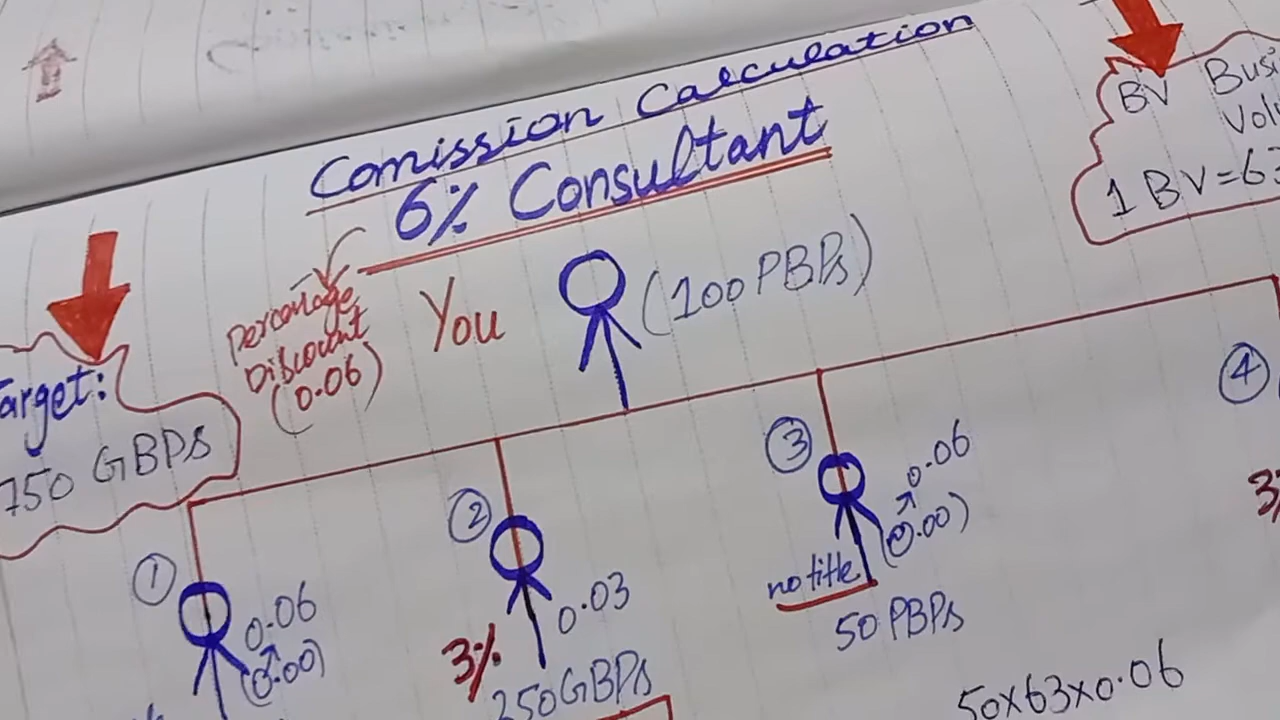 Comission Calculation
6% Consultant
BV Busi
Volu
1 BV=63
Percentage
Discount
(0.06)
You
(100 PBPs)
Target:
750 GBPs
1
0.06
(0.00)
2
0.03
3%
250GBPs
3
0.06
(0.00)
no title
50 PBPs
4
3%
50x63x0.06